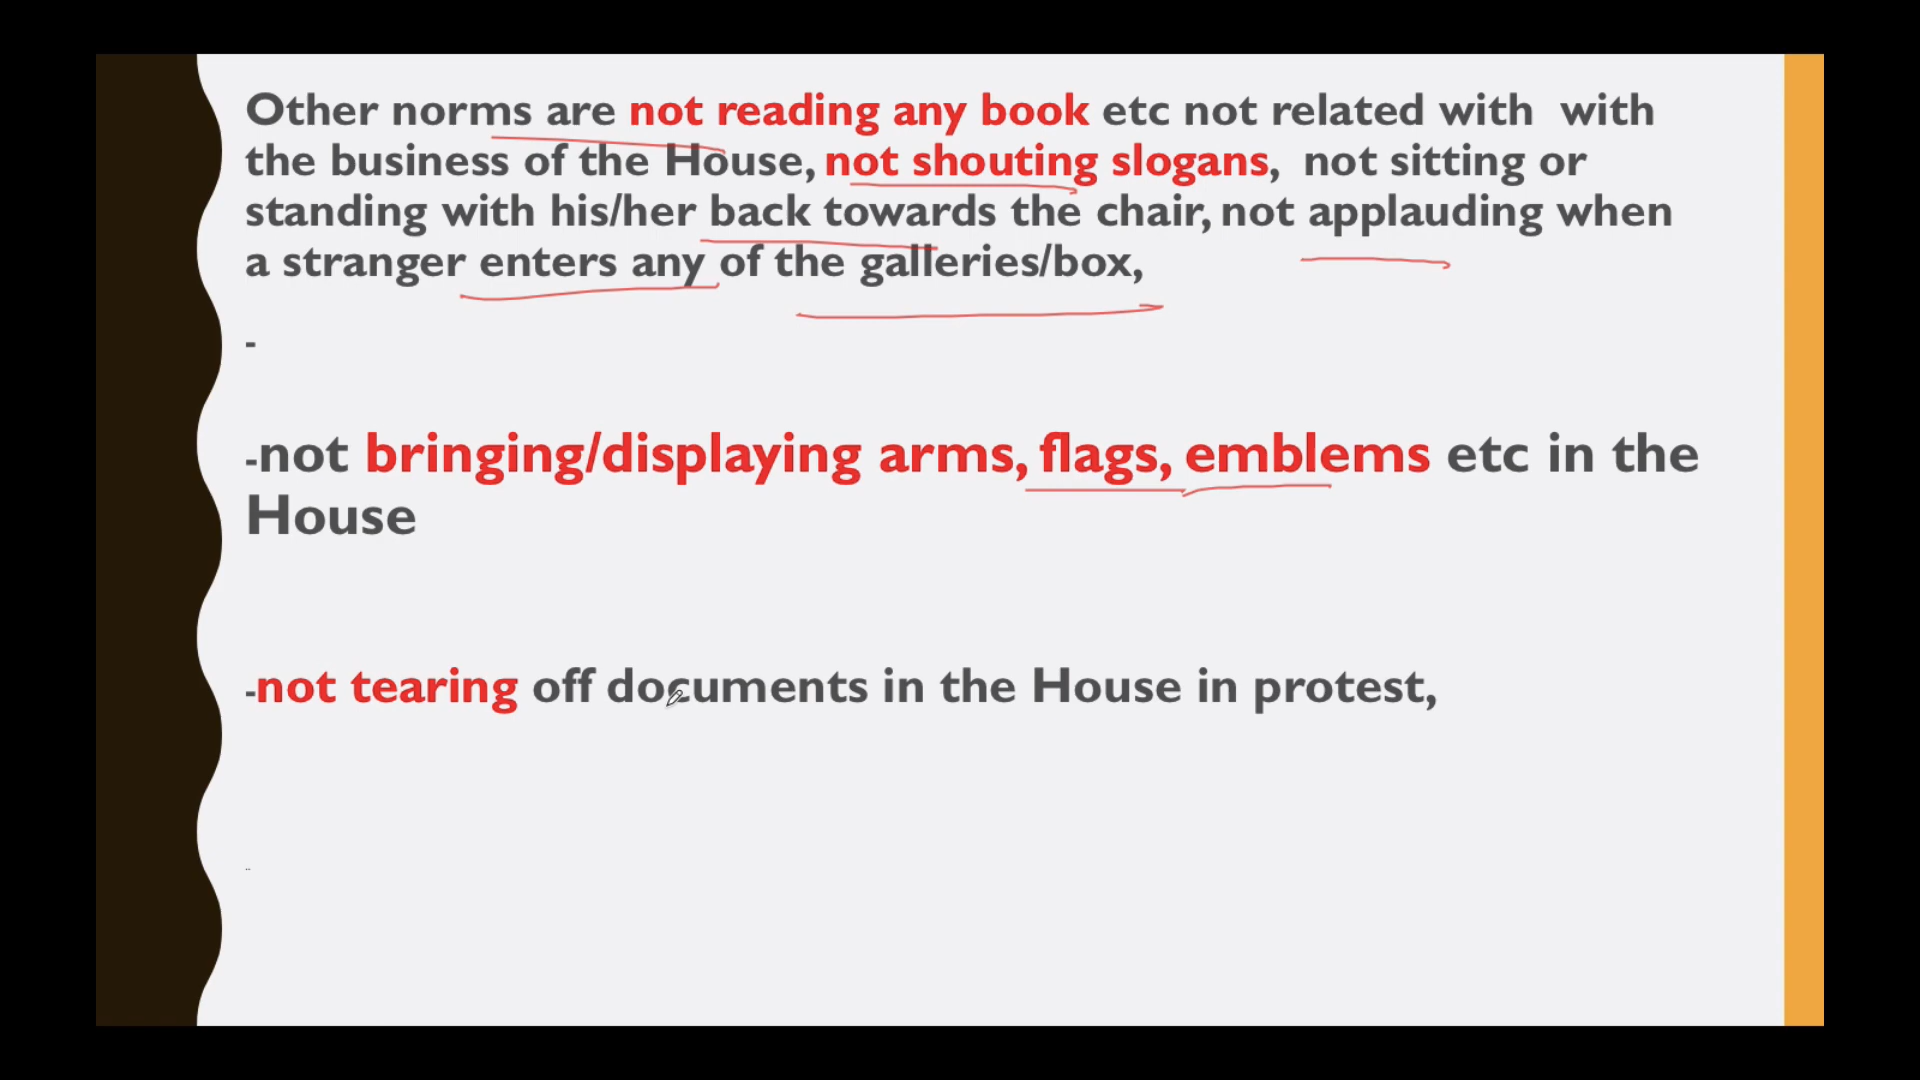 Other norms are not reading any book etc not related with  with
the business of the House, not shouting slogans,  not sitting or
standing with his/her back towards the chair, not applauding when
a stranger enters any of the galleries/box,
-
-not bringing/displaying arms, flags, emblems etc in the
House
-not tearing off documents in the House in protest,
..